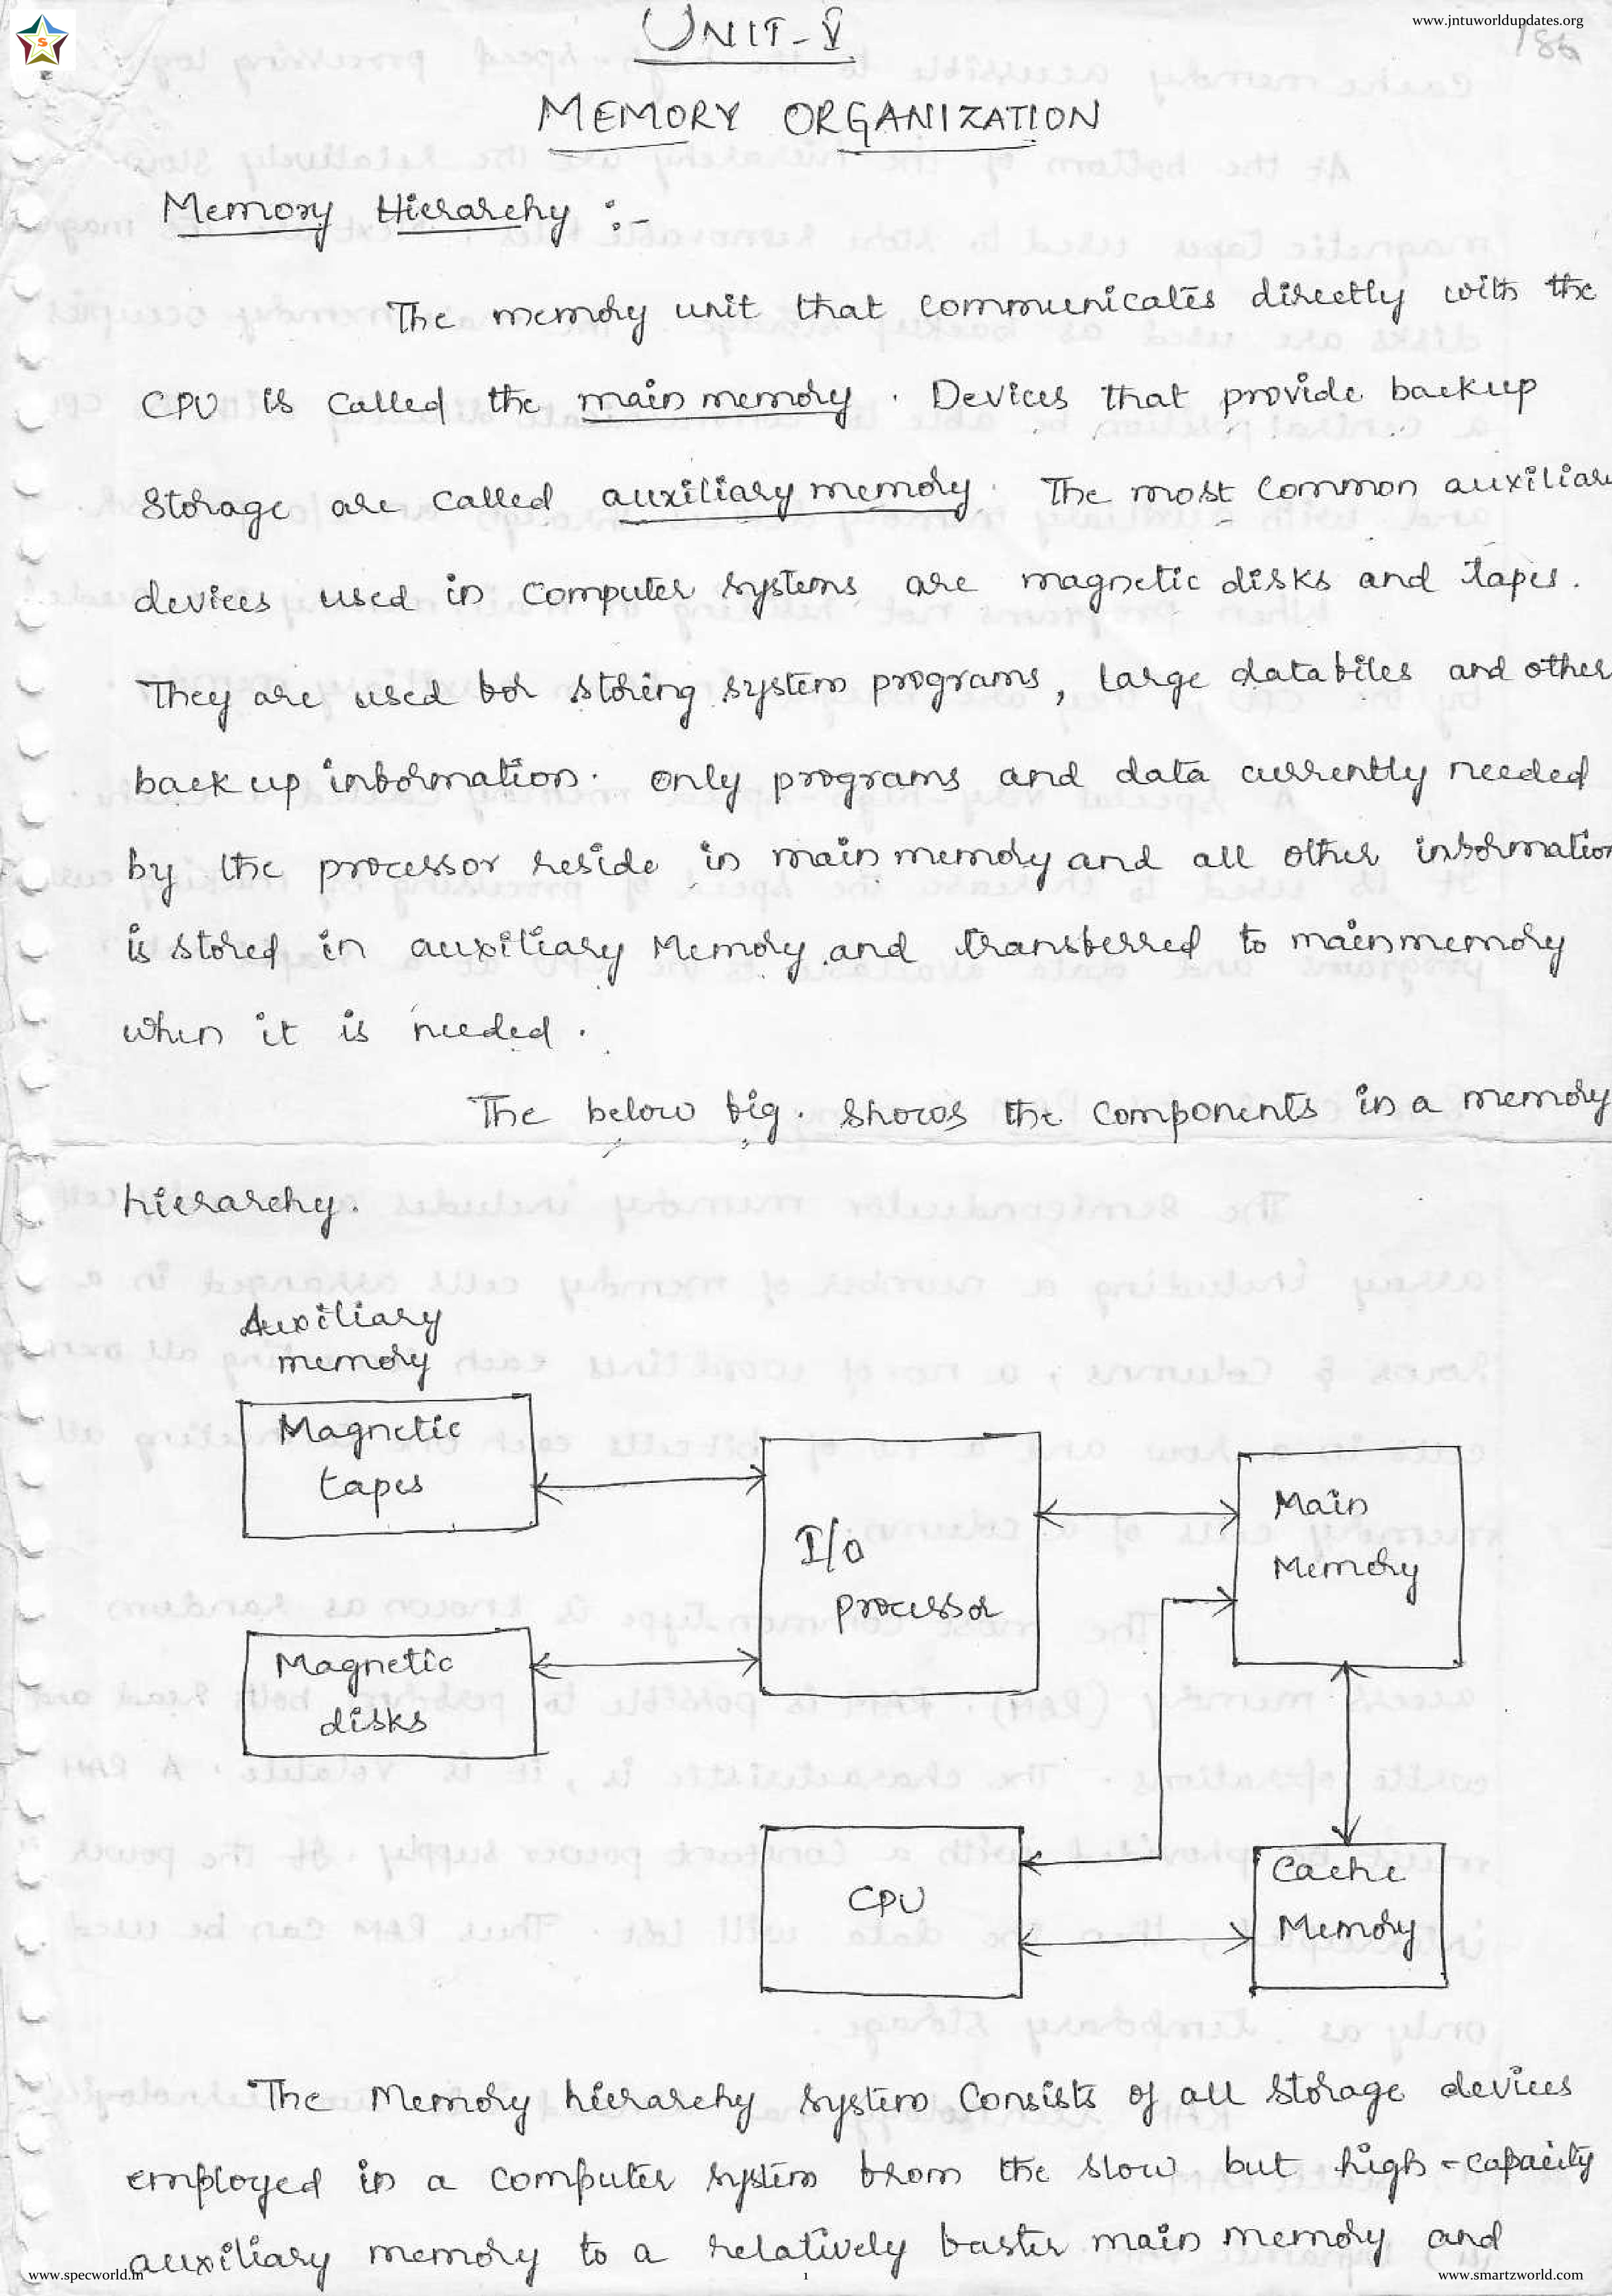 www.jntuworldupdates.org
UNIT-V
MEMORY ORGANIZATION
Memory Hierarchy :-
The memory unit that communicates directly with the
CPU is called the main memory. Devices that provide backup
Storage are called auxiliary memory. The most common auxiliary
devices used in computer systems are magnetic disks and tapes.
They are used for storing system programs, large data files and other
back up information. only programs and data currently needed
by the processor reside in main memory and all other information
is stored in auxiliary Memory and transferred to main memory
when it is needed.
The below fig. shows the components in a memory
hierarchy.
Auxiliary
memory
Magnetic
tapes
I/O
processor
Main
Memory
Magnetic
disks
CPU
Cache
Memory
The Memory hierarchy system Consists of all storage devices
employed in a computer system from the slow but high-capacity
auxiliary memory to a relatively faster main memory and
www.specworld.in
1
www.smartzworld.com